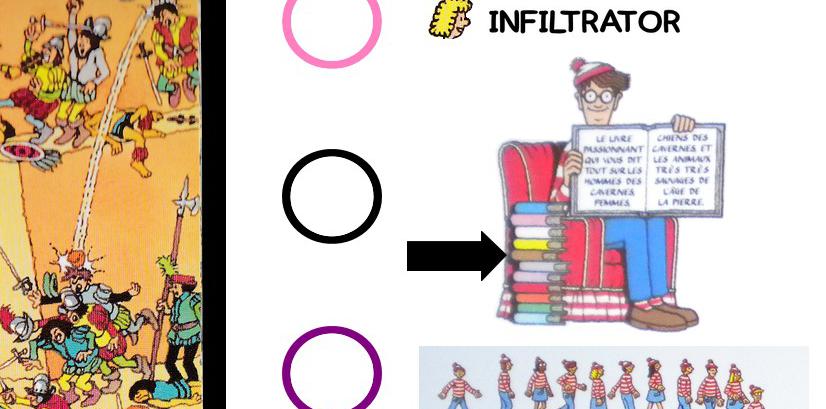 INFILTRATOR
LE LIVRE
PASSIONNANT
QUI VOUS DIT
TOUT SUR LES
HOMMES DES
CAVERNES,
FEMMES,
CHIENS DES
CAVERNES, ET
LES ANIMAUX
TRÈS TRÈS
SAUVAGES DE
L'ÂGE DE
LA PIERRE.